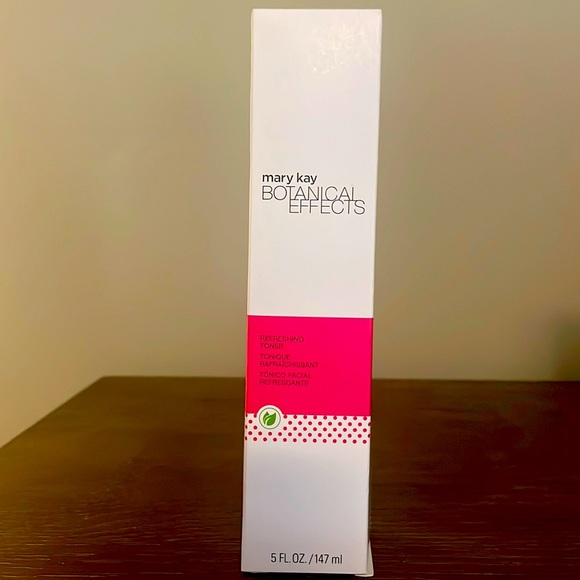 mary kay
BOTANICAL
EFFECTS
REFRESHING
TONER
TONIQUE
RAFRAÎCHISSANT
TÓNICO FACIAL
REFRESCANTE
5 FL. OZ. / 147 ml